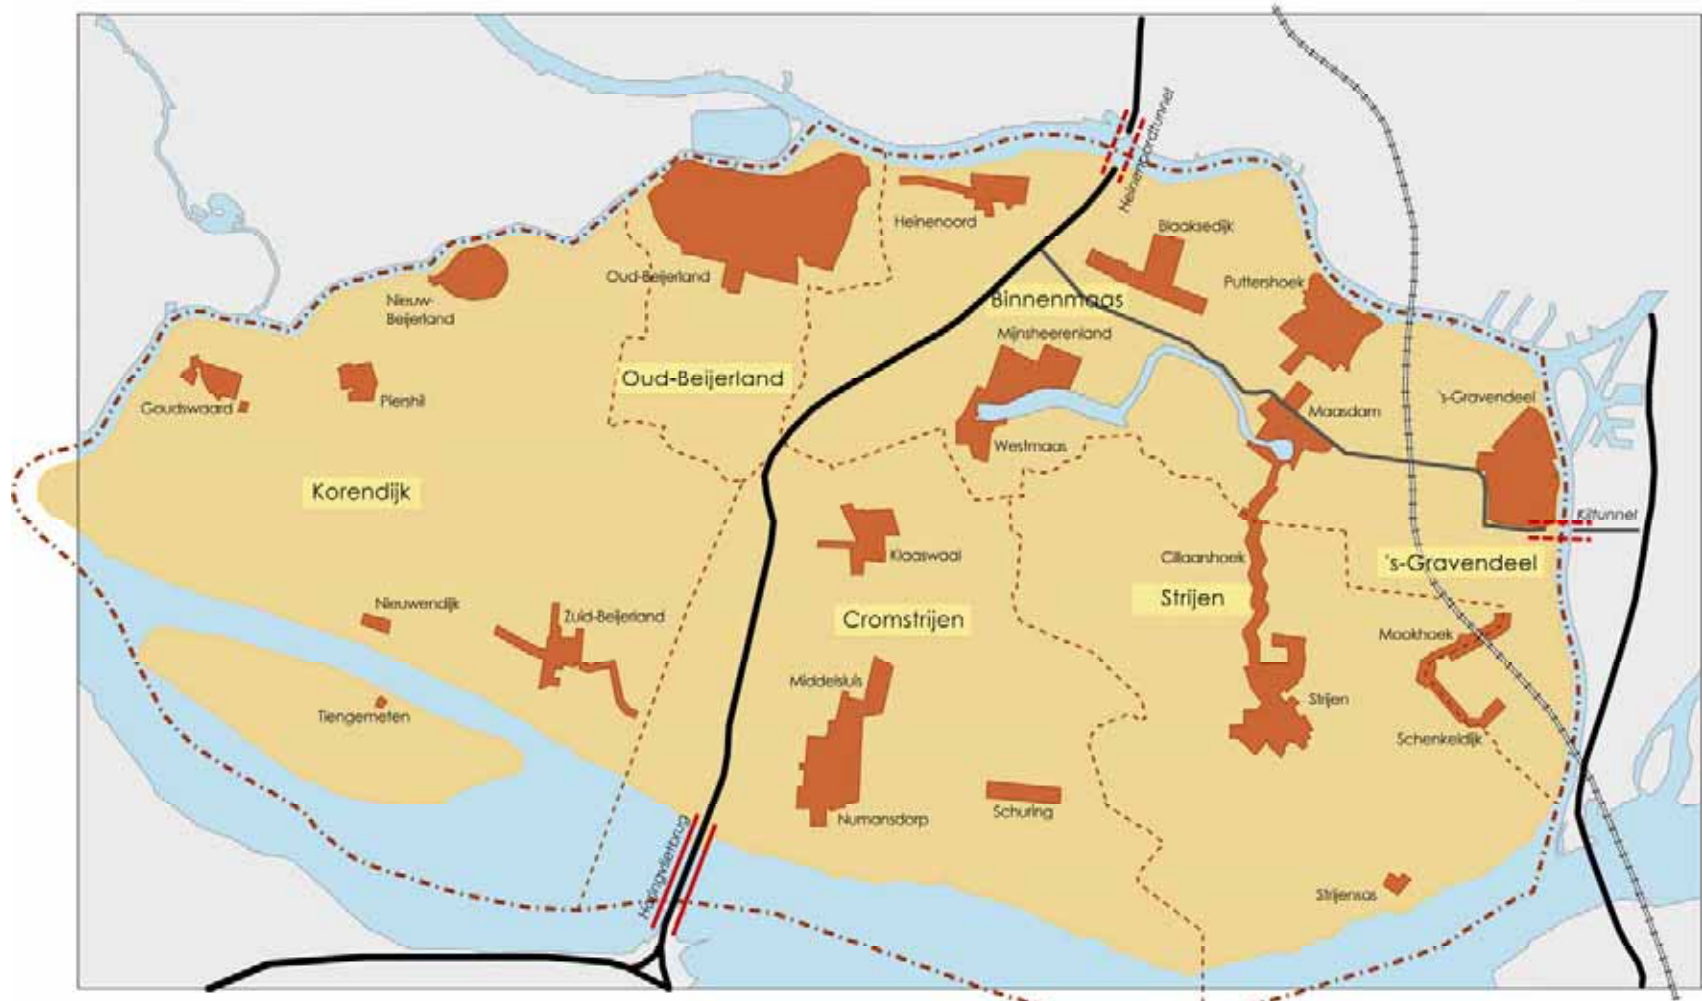 Heinenoordtunnel
Heinenoord
Blaaksedijk
Oud-Beijerland
Puttershoek
Nieuw-
Beijerland
Binnenmaas
Mijnsheerenland
Oud-Beijerland
Goudswaard
Piershil
Maasdam
's-Gravendeel
Westmaas
Korendijk
Kiltunnel
Klaaswaal
Cillaarshoek
's-Gravendeel
Strijen
Nieuwendijk
Zuid-Beijerland
Cromstrijen
Mookhoek
Middelsluis
Strijen
Tiengemeten
Schenkeldijk
Schuring
Numansdorp
Haringvlietbrug
Strijensas